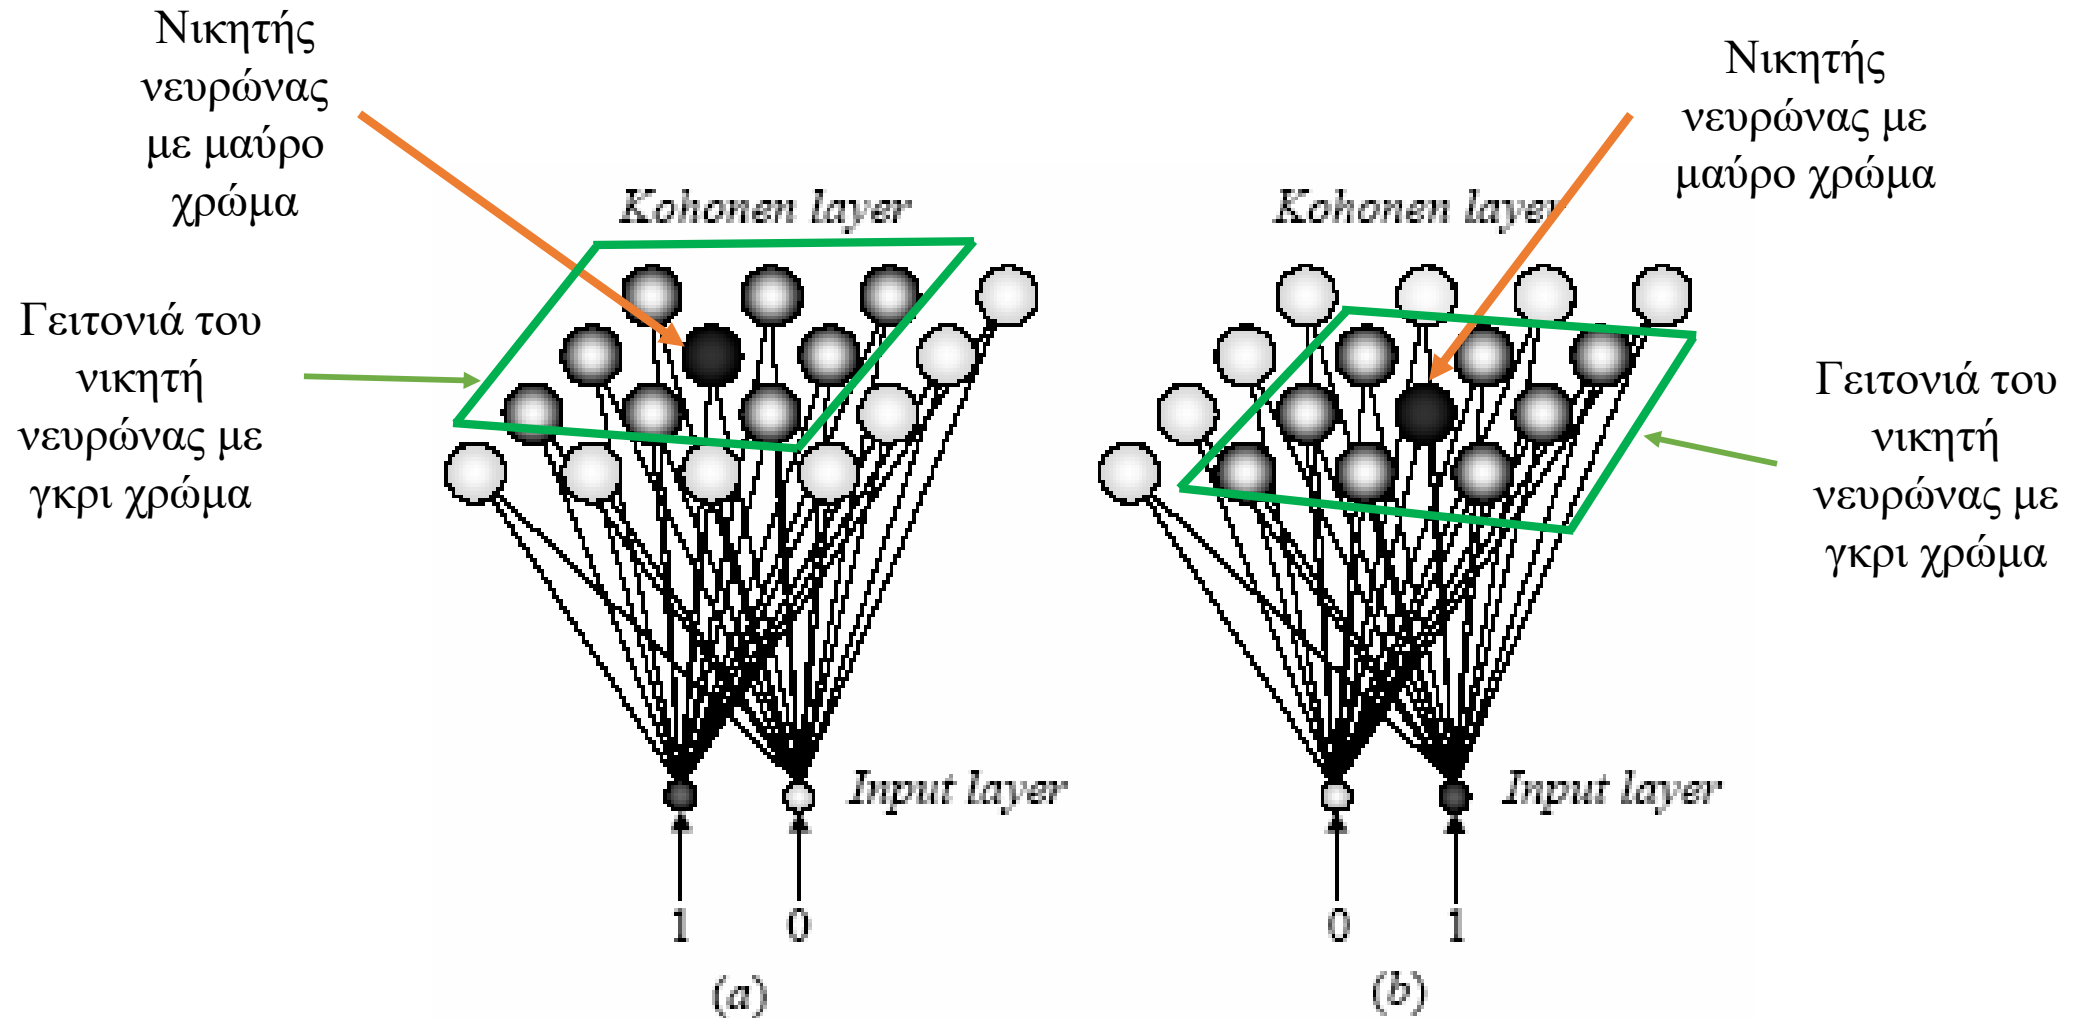 Νικητής
νευρώνας
με μαύρο
χρώμα
Νικητής
νευρώνας με
μαύρο χρώμα
Kohonen layer
Kohonen layer
Γειτονιά του
νικητή
νευρώνας με
γκρι χρώμα
Γειτονιά του
νικητή
νευρώνας με
γκρι χρώμα
Input layer
Input layer
1 0
0 1
(a)
(b)